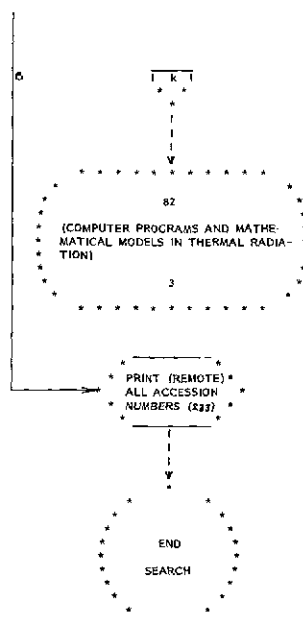 6
k
82
(COMPUTER PROGRAMS AND MATHE-
MATICAL MODELS IN THERMAL RADIA-
TION)
3
PRINT (REMOTE)
ALL ACCESSION
NUMBERS
END
SEARCH